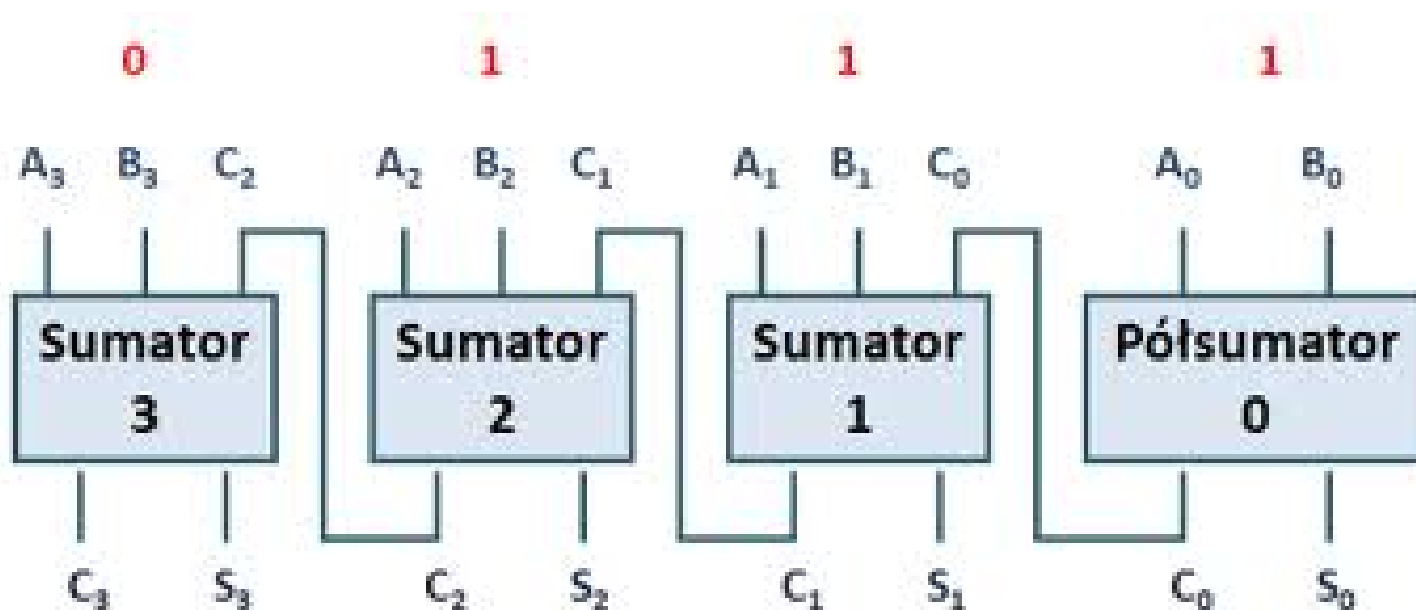 0 1 1 1
A₃ B₃ C₂ A₂ B₂ C₁ A₁ B₁ C₀ A₀ B₀
Sumator Sumator Sumator Półsumator
3 2 1 0
C₃ S₃ C₂ S₂ C₁ S₁ C₀ S₀